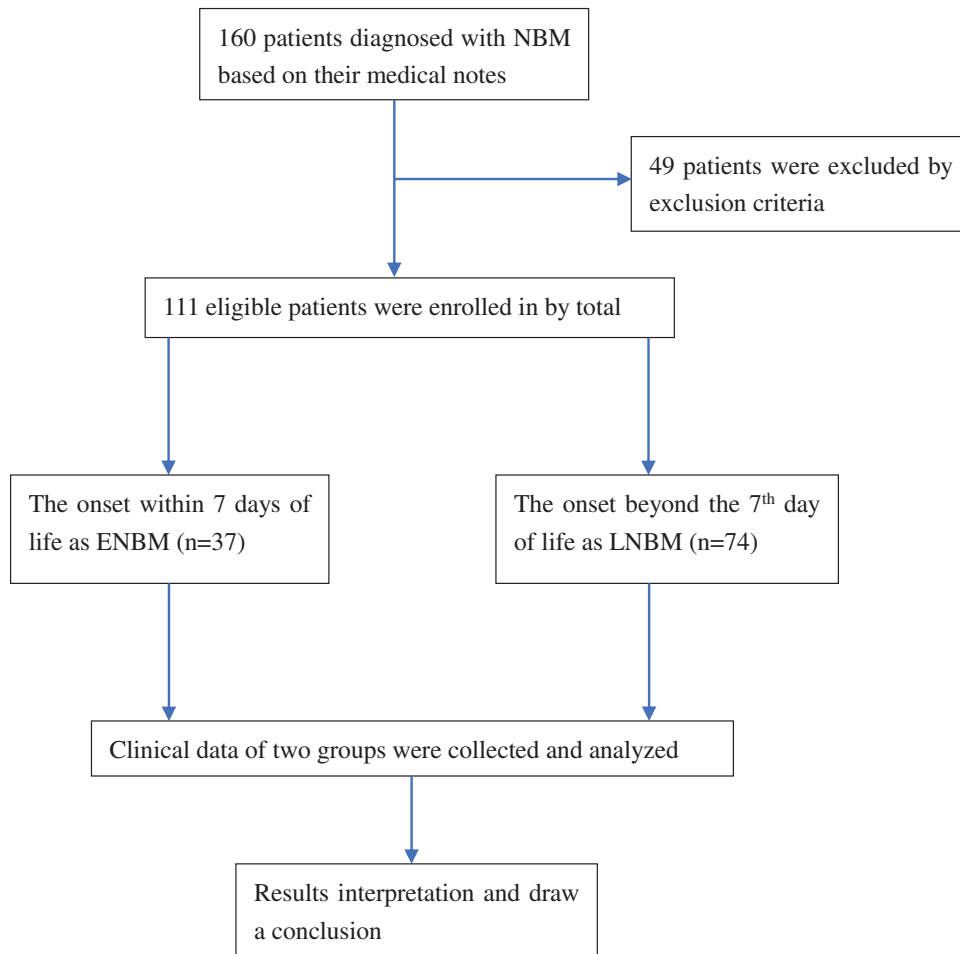 160 patients diagnosed with NBM
based on their medical notes
49 patients were excluded by
exclusion criteria
111 eligible patients were enrolled in by total
The onset within 7 days of
life as ENBM (n=37)
The onset beyond the 7th day
of life as LNBM (n=74)
Clinical data of two groups were collected and analyzed
Results interpretation and draw
a conclusion